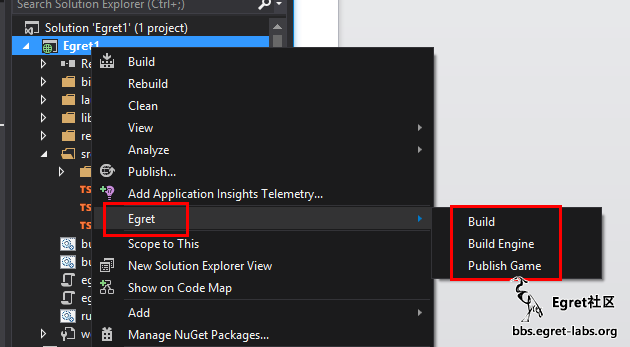 Search Solution Explorer (Ctrl+;)
Solution 'Egret1' (1 project)
Egret1
Re
bi
la
lib
re
src
TS
TS
TS
bu
bu
eg
eg
ru
w
Build
Rebuild
Clean
View
Analyze
Publish...
Add Application Insights Telemetry...
Egret
Scope to This
New Solution Explorer View
Show on Code Map
Add
Manage NuGet Packages...
Build
Build Engine
Publish Game
Egret社区
bbs.egret-labs.org